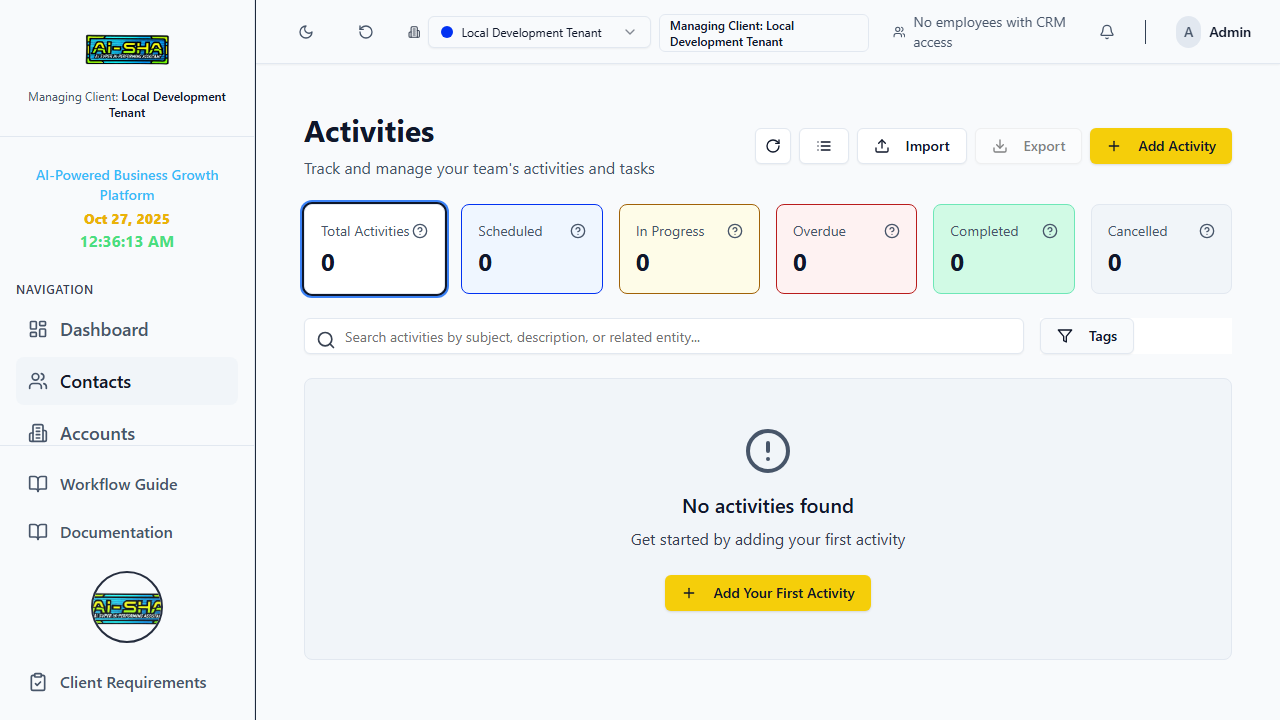 Ai-SHA
Managing Client: Local Development
Tenant
AI-Powered Business Growth
Platform
Oct 27, 2025
12:36:13 AM
NAVIGATION
Dashboard
Contacts
Accounts
Workflow Guide
Documentation
Ai-SHA
Client Requirements
Local Development Tenant
Managing Client: Local
Development Tenant
No employees with CRM
access
A
Admin
Activities
Track and manage your team's activities and tasks
Import
Export
Add Activity
Total Activities
0
Scheduled
0
In Progress
0
Overdue
0
Completed
0
Cancelled
0
Search activities by subject, description, or related entity...
Tags
No activities found
Get started by adding your first activity
Add Your First Activity